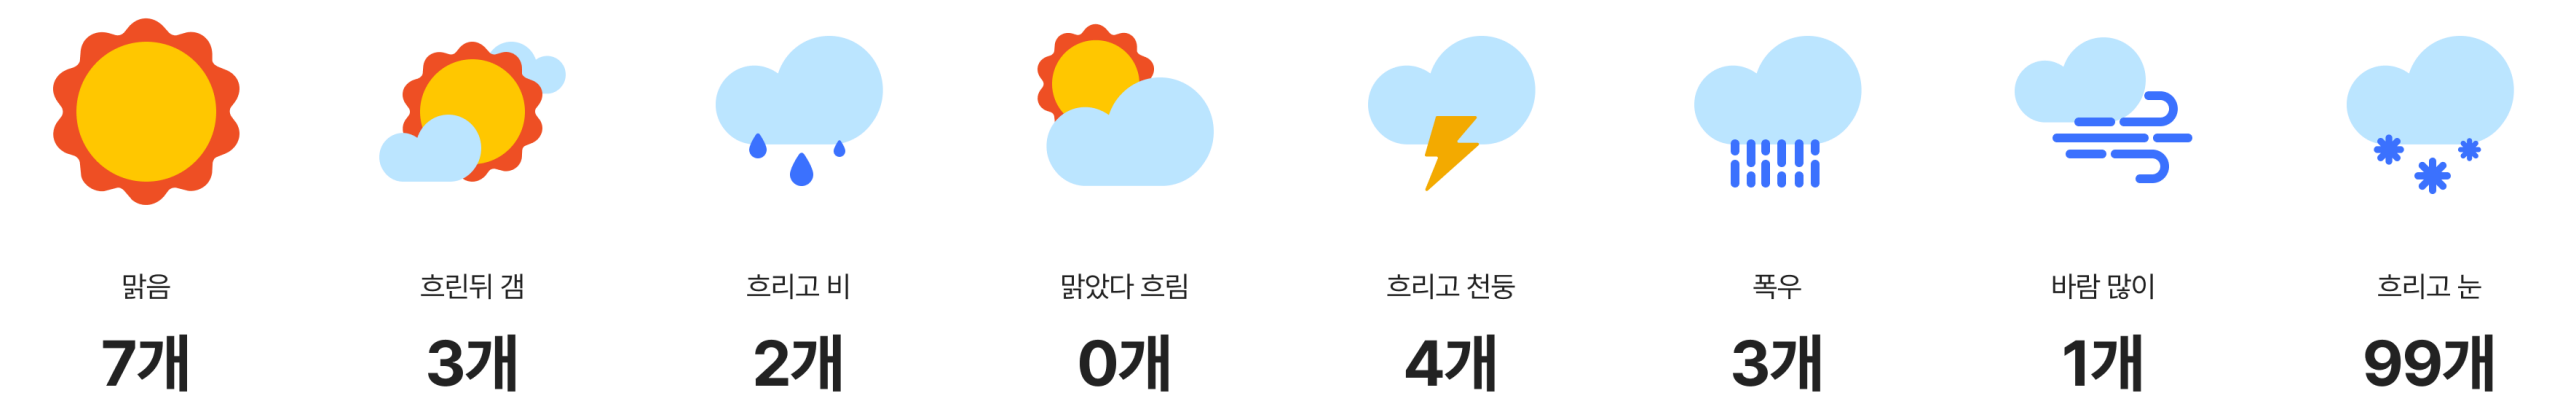 맑음
흐린뒤 갬
흐리고 비
맑았다 흐림
흐리고 천둥
폭우
바람 많이
흐리고 눈
7개
3개
2개
0개
4개
3개
1개
99개